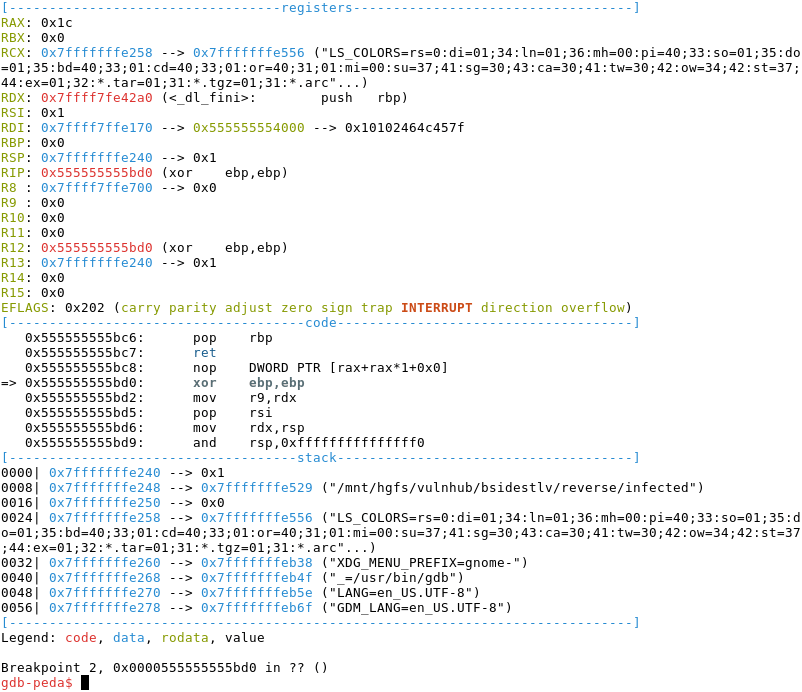 [----------------------------------registers-----------------------------------]
RAX: 0x1c
RBX: 0x0
RCX: 0x7fffffffe258 --> 0x7fffffffe556 ("LS_COLORS=rs=0:di=01;34:ln=01;36:mh=00:pi=40;33:so=01;35:do
=01;35:bd=40;33;01:cd=40;33;01:or=40;31;01:mi=00:su=37;41:sg=30;43:ca=30;41:tw=30;42:ow=34;42:st=37;
44:ex=01;32:*.tar=01;31:*.tgz=01;31:*.arc"...)
RDX: 0x7ffff7fe42a0 (<_dl_fini>:        push   rbp)
RSI: 0x1
RDI: 0x7ffff7ffe170 --> 0x555555554000 --> 0x10102464c457f
RBP: 0x0
RSP: 0x7fffffffe240 --> 0x1
RIP: 0x555555555bd0 (xor    ebp,ebp)
R8 : 0x7ffff7ffe700 --> 0x0
R9 : 0x0
R10: 0x0
R11: 0x0
R12: 0x555555555bd0 (xor    ebp,ebp)
R13: 0x7fffffffe240 --> 0x1
R14: 0x0
R15: 0x0
EFLAGS: 0x202 (carry parity adjust zero sign trap INTERRUPT direction overflow)
[-------------------------------------code-------------------------------------]
   0x555555555bc6:      pop    rbp
   0x555555555bc7:      ret
   0x555555555bc8:      nop    DWORD PTR [rax+rax*1+0x0]
=> 0x555555555bd0:      xor    ebp,ebp
   0x555555555bd2:      mov    r9,rdx
   0x555555555bd5:      pop    rsi
   0x555555555bd6:      mov    rdx,rsp
   0x555555555bd9:      and    rsp,0xfffffffffffffff0
[------------------------------------stack-------------------------------------]
0000| 0x7fffffffe240 --> 0x1
0008| 0x7fffffffe248 --> 0x7fffffffe529 ("/mnt/hgfs/vulnhub/bsidestlv/reverse/infected")
0016| 0x7fffffffe250 --> 0x0
0024| 0x7fffffffe258 --> 0x7fffffffe556 ("LS_COLORS=rs=0:di=01;34:ln=01;36:mh=00:pi=40;33:so=01;35:d
o=01;35:bd=40;33;01:cd=40;33;01:or=40;31;01:mi=00:su=37;41:sg=30;43:ca=30;41:tw=30;42:ow=34;42:st=37
;44:ex=01;32:*.tar=01;31:*.tgz=01;31:*.arc"...)
0032| 0x7fffffffe260 --> 0x7fffffffeb38 ("XDG_MENU_PREFIX=gnome-")
0040| 0x7fffffffe268 --> 0x7fffffffeb4f ("_=/usr/bin/gdb")
0048| 0x7fffffffe270 --> 0x7fffffffeb5e ("LANG=en_US.UTF-8")
0056| 0x7fffffffe278 --> 0x7fffffffeb6f ("GDM_LANG=en_US.UTF-8")
[------------------------------------------------------------------------------]
Legend: code, data, rodata, value

Breakpoint 2, 0x0000555555555bd0 in ?? ()
gdb-peda$